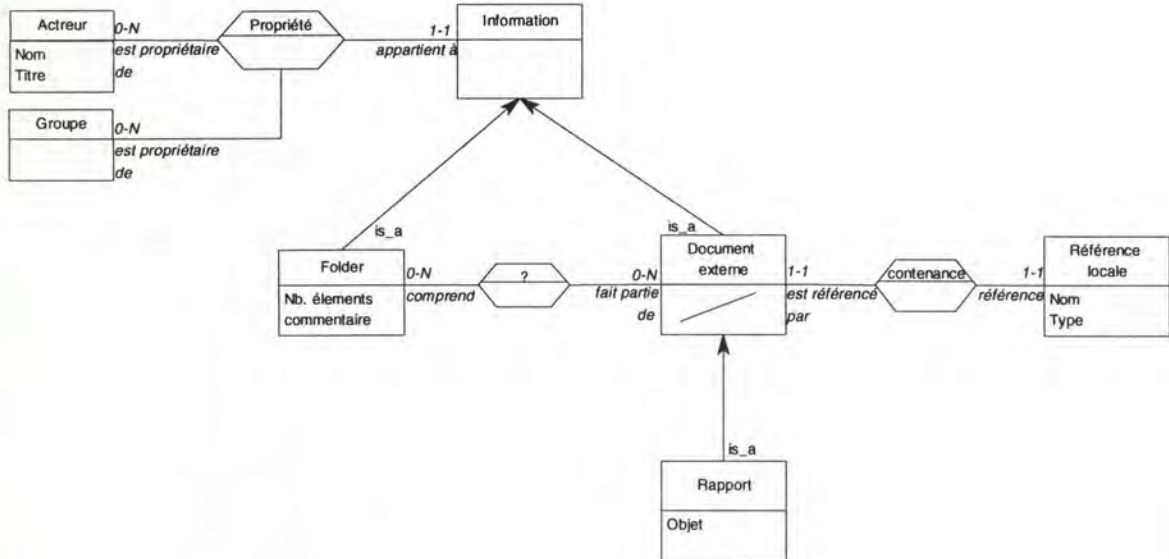 Actreur
0-N
Propriété
1-1
Information
Nom
Titre
est propriétaire
de
appartient à
Groupe
0-N
est propriétaire
de
is_a
is_a
Folder
0-N
?
0-N
Document
externe
1-1
contenance
1-1
Référence
locale
Nb. élements
commentaire
comprend
fait partie
de
est référencé
par
référence
Nom
Type
is_a
Rapport
Objet